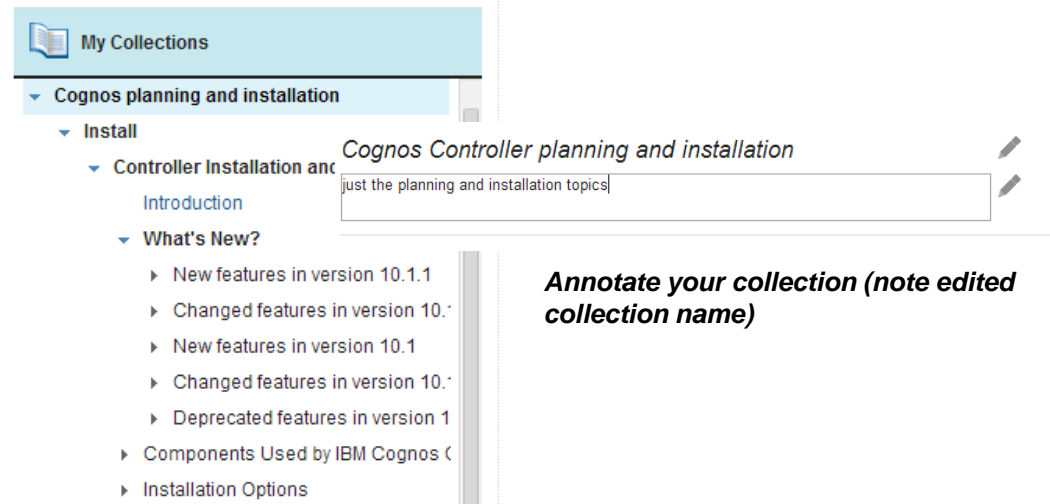 My Collections
Cognos planning and installation
Install
Controller Installation and
Introduction
What's New?
New features in version 10.1.1
Changed features in version 10.
New features in version 10.1
Changed features in version 10.
Deprecated features in version 1
Components Used by IBM Cognos
Installation Options
Cognos Controller planning and installation
just the planning and installation topics
Annotate your collection (note edited
collection name)